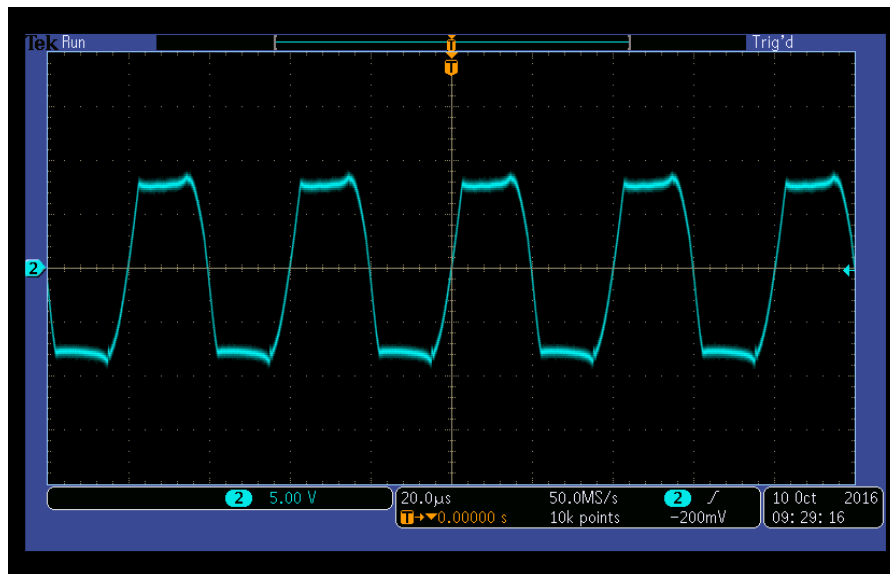 Tek Run Trig'd
T
T
2
2 5.00 V
20.0µs 50.0MS/s 2
T→▼0.00000 s 10k points −200mV
10 Oct 2016
09:29:16